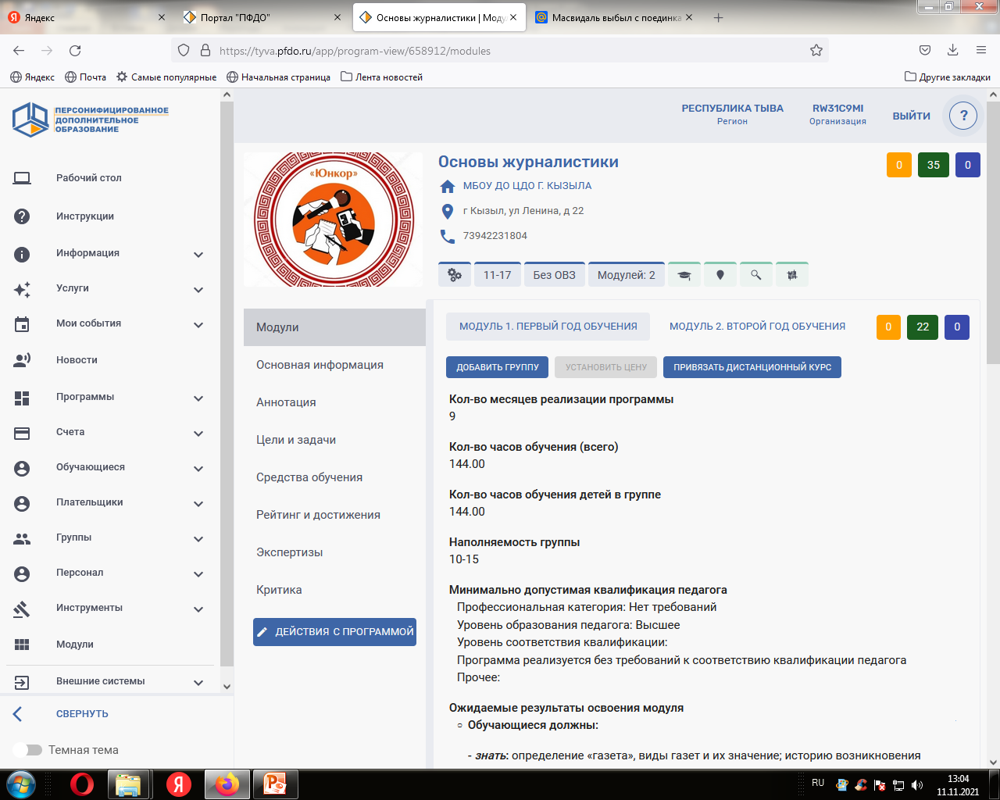 Яндекс
Портал "ПФДО"
Основы журналистики | Моду
Масвидаль выбыл с поединка
https://tyva.pfdo.ru/app/program-view/658912/modules
Яндекс
Почта
Самые популярные
Начальная страница
Лента новостей
Другие закладки
ПЕРСОНИФИЦИРОВАННОЕ
ДОПОЛНИТЕЛЬНОЕ
ОБРАЗОВАНИЕ
РЕСПУБЛИКА ТЫВА
Регион
RW31C9MI
Организация
ВЫЙТИ
?
Рабочий стол
Инструкции
Информация
Услуги
Мои события
Новости
Программы
Счета
Обучающиеся
Плательщики
Группы
Персонал
Инструменты
Модули
Внешние системы
СВЕРНУТЬ
Темная тема
«Юнкор»
Основы журналистики
0 35 0
МБОУ ДО ЦДО Г. КЫЗЫЛА
г Кызыл, ул Ленина, д 22
73942231804
11-17
Без ОВЗ
Модулей: 2
Модули
Основная информация
Аннотация
Цели и задачи
Средства обучения
Рейтинг и достижения
Экспертизы
Критика
ДЕЙСТВИЯ С ПРОГРАММОЙ
МОДУЛЬ 1. ПЕРВЫЙ ГОД ОБУЧЕНИЯ
МОДУЛЬ 2. ВТОРОЙ ГОД ОБУЧЕНИЯ
0 22 0
ДОБАВИТЬ ГРУППУ
УСТАНОВИТЬ ЦЕНУ
ПРИВЯЗАТЬ ДИСТАНЦИОННЫЙ КУРС
Кол-во месяцев реализации программы
9
Кол-во часов обучения (всего)
144.00
Кол-во часов обучения детей в группе
144.00
Наполняемость группы
10-15
Минимально допустимая квалификация педагога
Профессиональная категория: Нет требований
Уровень образования педагога: Высшее
Уровень соответствия квалификации:
Программа реализуется без требований к соответствию квалификации педагога
Прочее:
Ожидаемые результаты освоения модуля
Обучающиеся должны:
- знать: определение «газета», виды газет и их значение; историю возникновения
RU
13:04
11.11.2021